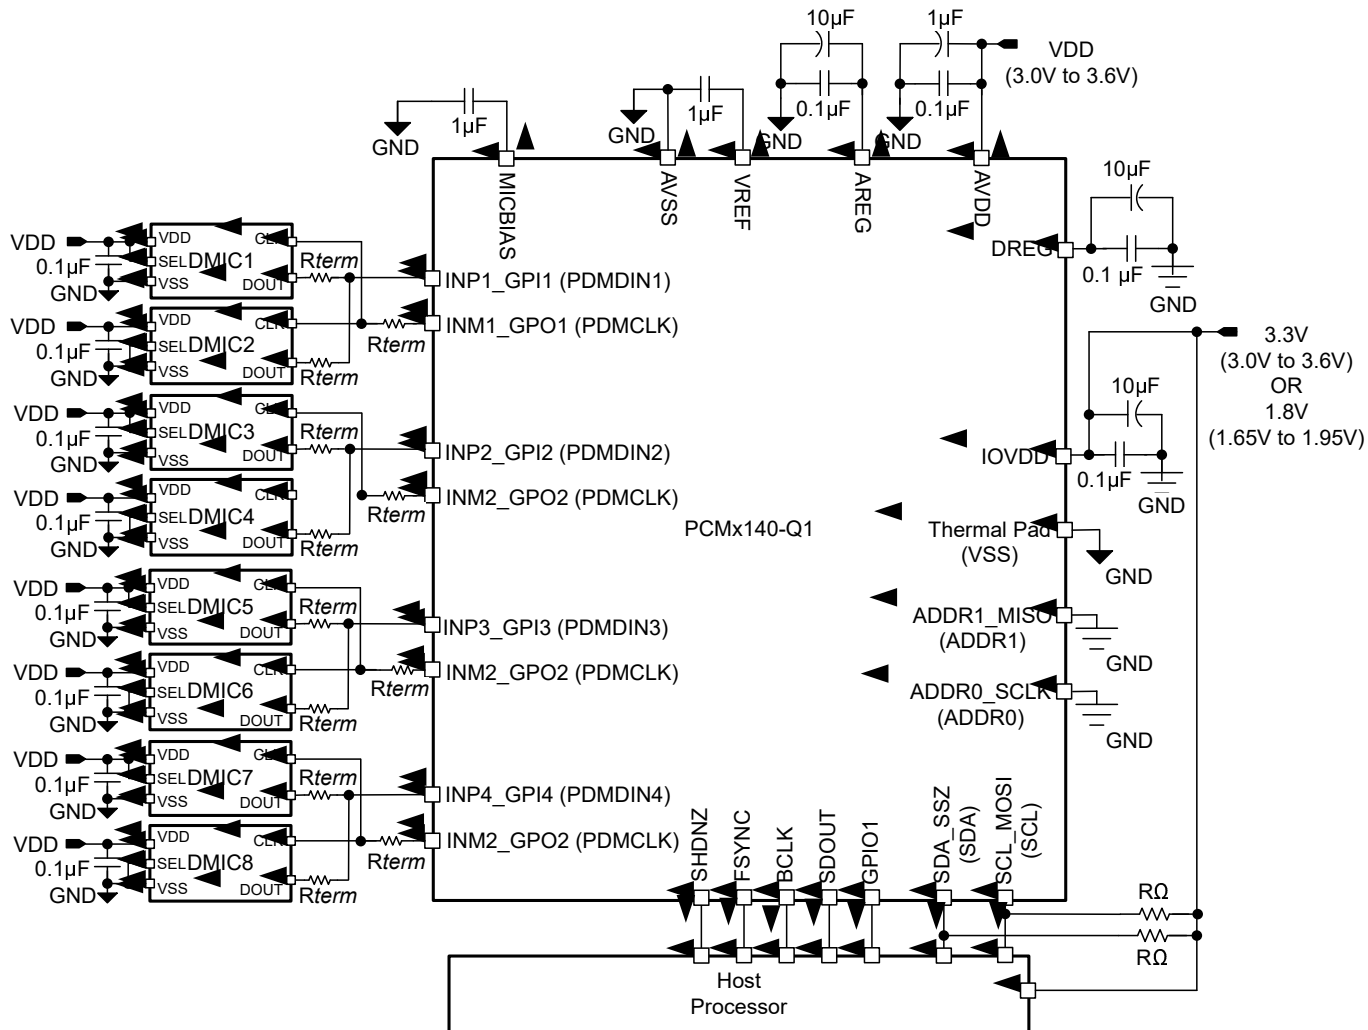 10µF
1µF
VDD
(3.0V to 3.6V)
0.1µF
0.1µF
1µF
1µF
GND
GND
GND
GND
MICBIAS
AVSS
VREF
AREG
AVDD
10µF
DREG
0.1 µF
GND
VDD
0.1µF
GND
VDD
SEL
VSS
DMIC1
CLK
DOUT
Rterm
INP1_GPI1 (PDMDIN1)
INM1_GPO1 (PDMCLK)
Rterm
VDD
0.1µF
GND
VDD
SEL
VSS
DMIC2
CLK
DOUT
Rterm
3.3V
(3.0V to 3.6V)
OR
1.8V
(1.65V to 1.95V)
10µF
IOVDD
0.1µF
GND
VDD
0.1µF
GND
VDD
SEL
VSS
DMIC3
CLK
DOUT
Rterm
INP2_GPI2 (PDMDIN2)
INM2_GPO2 (PDMCLK)
Rterm
VDD
0.1µF
GND
VDD
SEL
VSS
DMIC4
CLK
DOUT
Rterm
PCMx140-Q1
Thermal Pad
(VSS)
GND
VDD
0.1µF
GND
VDD
SEL
VSS
DMIC5
CLK
DOUT
Rterm
INP3_GPI3 (PDMDIN3)
INM2_GPO2 (PDMCLK)
Rterm
ADDR1_MISO
(ADDR1)
GND
VDD
0.1µF
GND
VDD
SEL
VSS
DMIC6
CLK
DOUT
Rterm
ADDR0_SCLK
(ADDR0)
GND
VDD
0.1µF
GND
VDD
SEL
VSS
DMIC7
CLK
DOUT
Rterm
INP4_GPI4 (PDMDIN4)
INM2_GPO2 (PDMCLK)
Rterm
VDD
0.1µF
GND
VDD
SEL
VSS
DMIC8
CLK
DOUT
Rterm
SHDNZ
FSYNC
BCLK
SDOUT
GPIO1
SDA_SSZ
(SDA)
SCL_MOSI
(SCL)
RΩ
RΩ
Host
Processor